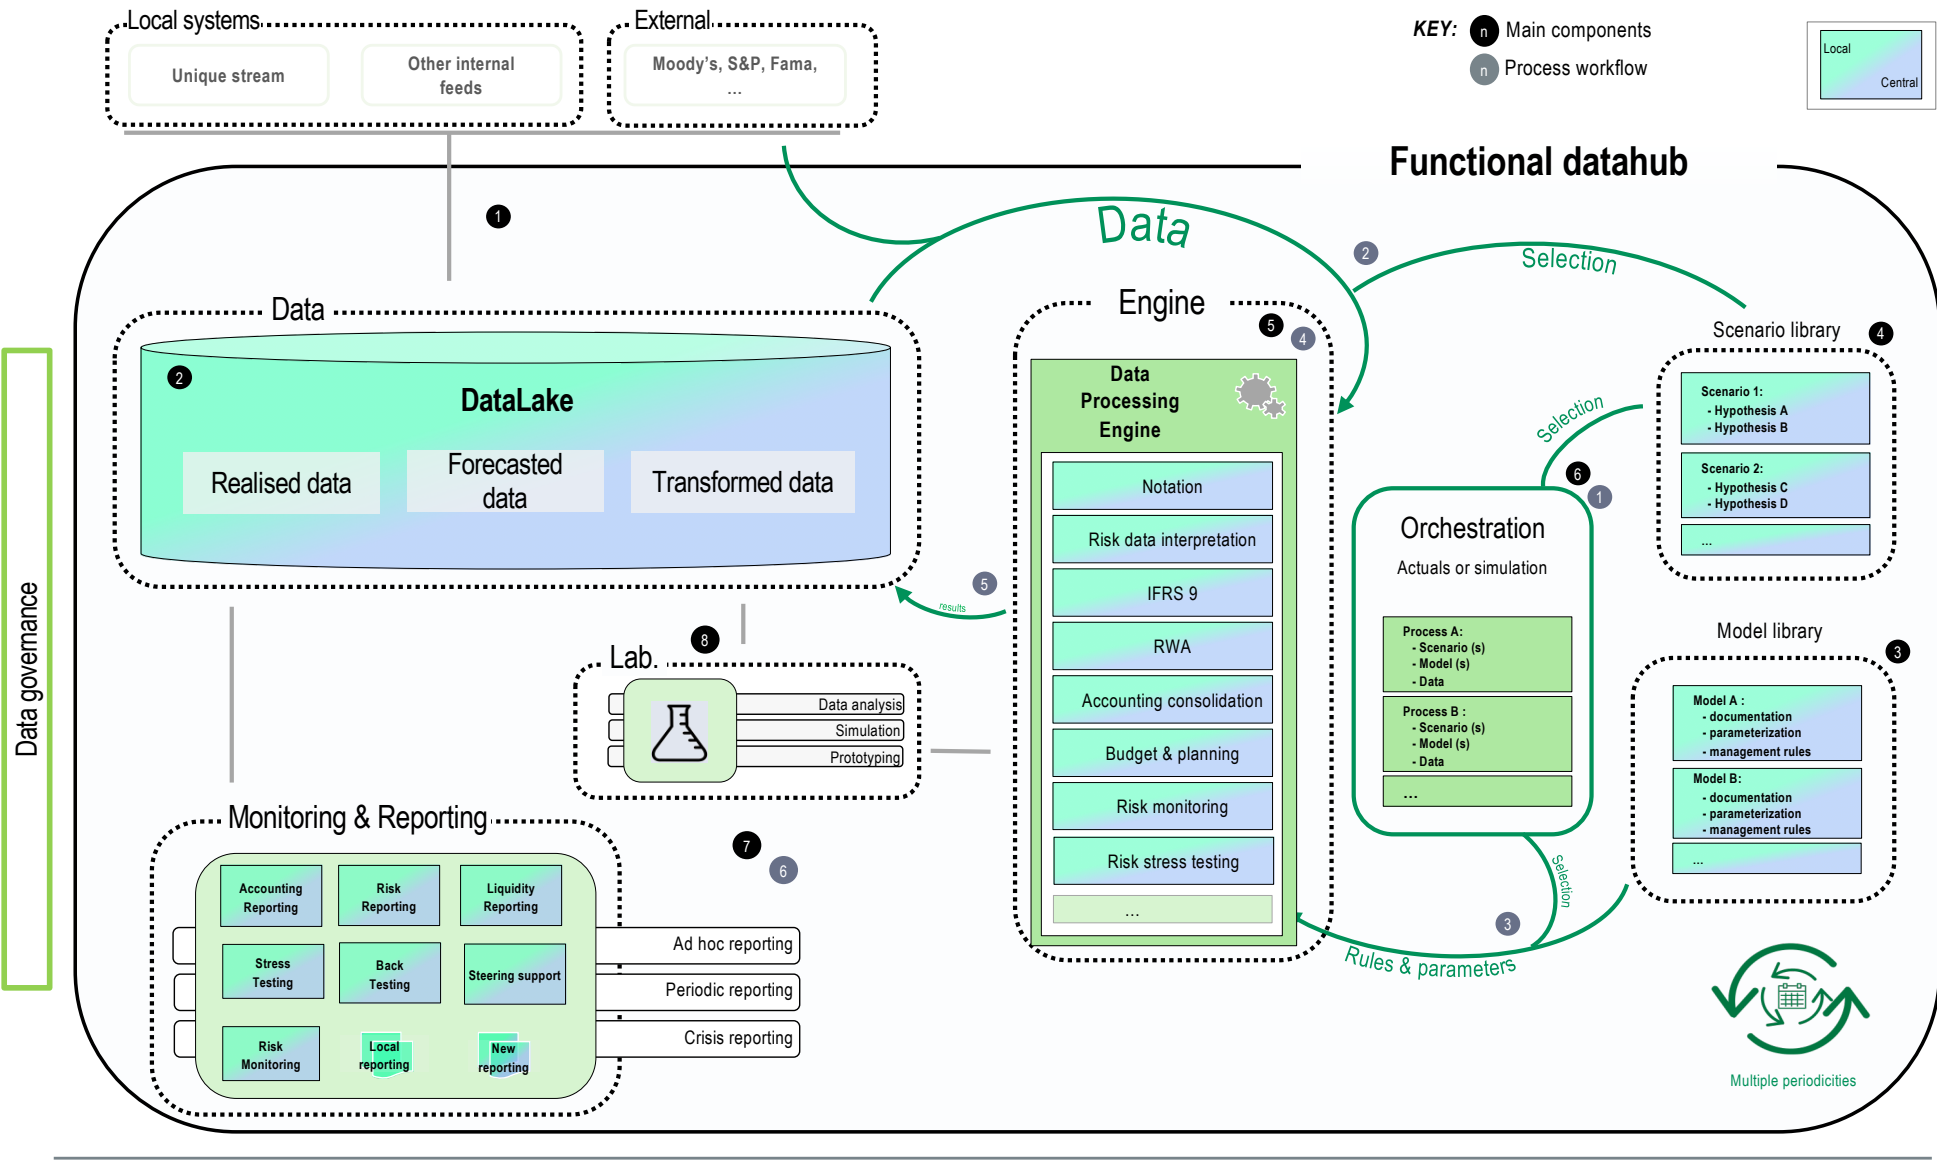 Local systems
External
KEY:
n
Main components
n
Process workflow
Local
Central
Unique stream
Other internal
feeds
Moody's, S&P, Fama,
...
Functional datahub
1
Data
2
Selection
Data
2
DataLake
Realised data
Forecasted
data
Transformed data
Engine
5
4
Data
Processing
Engine
Notation
Risk data interpretation
IFRS 9
RWA
Accounting consolidation
Budget & planning
Risk monitoring
Risk stress testing
...
Scenario library
4
Scenario 1:
- Hypothesis A
- Hypothesis B
Scenario 2:
- Hypothesis C
- Hypothesis D
...
Selection
6
1
Orchestration
Actuals or simulation
Process A:
- Scenario (s)
- Model (s)
- Data
Process B :
- Scenario (s)
- Model (s)
- Data
...
Model library
3
Model A :
- documentation
- parameterization
- management rules
Model B:
- documentation
- parameterization
- management rules
...
Selection
3
Rules & parameters
5
results
Data governance
8
Lab.
Data analysis
Simulation
Prototyping
Monitoring & Reporting
7
6
Accounting
Reporting
Risk
Reporting
Liquidity
Reporting
Stress
Testing
Back
Testing
Steering support
Risk
Monitoring
Local
reporting
New
reporting
Ad hoc reporting
Periodic reporting
Crisis reporting
Multiple periodicities